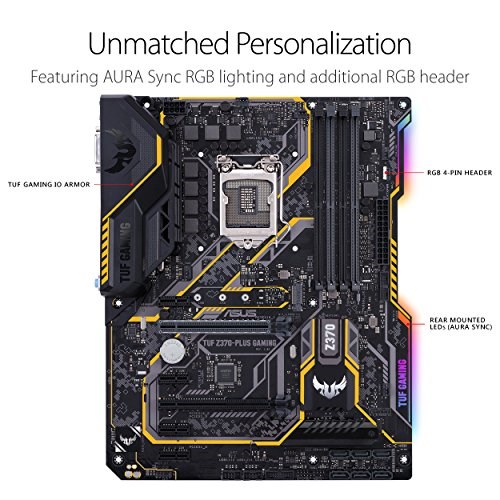 Unmatched Personalization
Featuring AURA Sync RGB lighting and additional RGB header
TUF GAMING IO ARMOR
RGB 4-PIN HEADER
TUF GAMING
REAR MOUNTED
LEDs (AURA SYNC)
ASUS
TUF Z370-PLUS GAMING
Z370
TUF GAMING